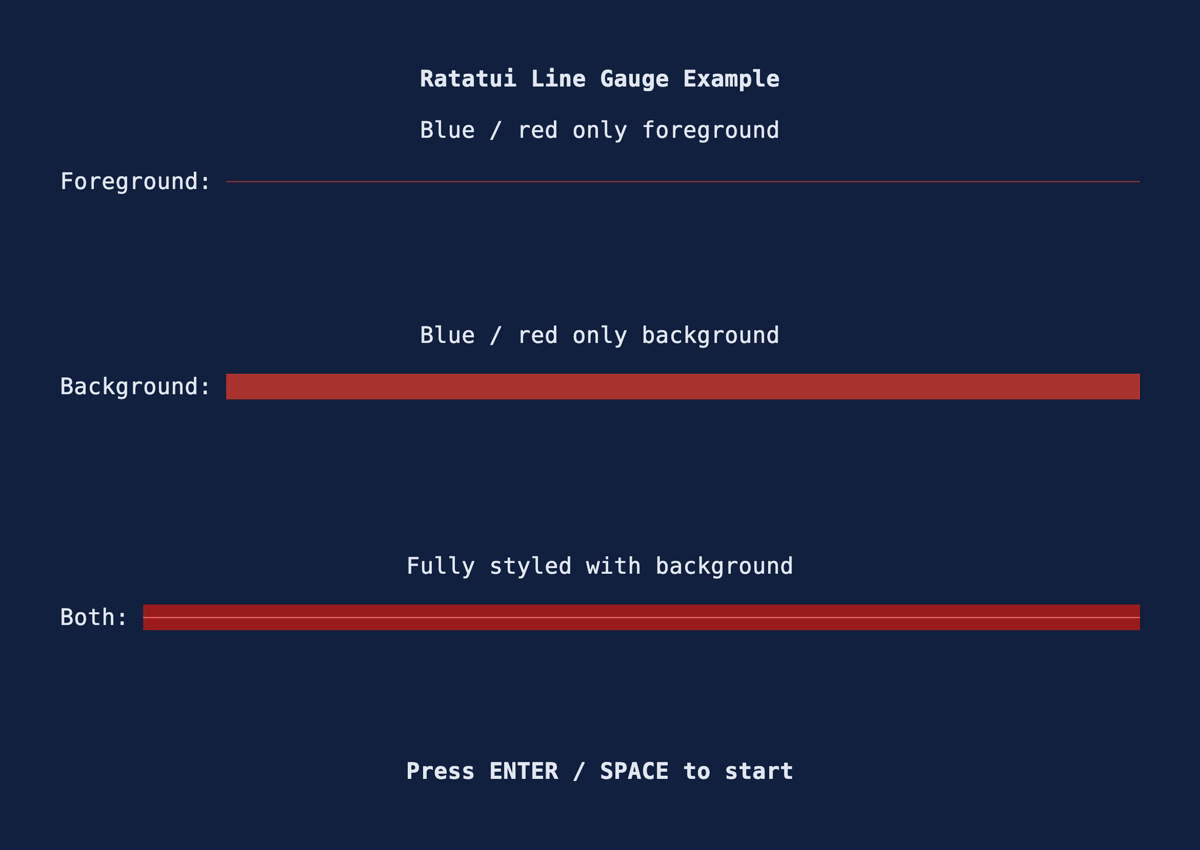 Ratatui Line Gauge Example
Blue / red only foreground
Foreground:
Blue / red only background
Background:
Fully styled with background
Both:
Press ENTER / SPACE to start